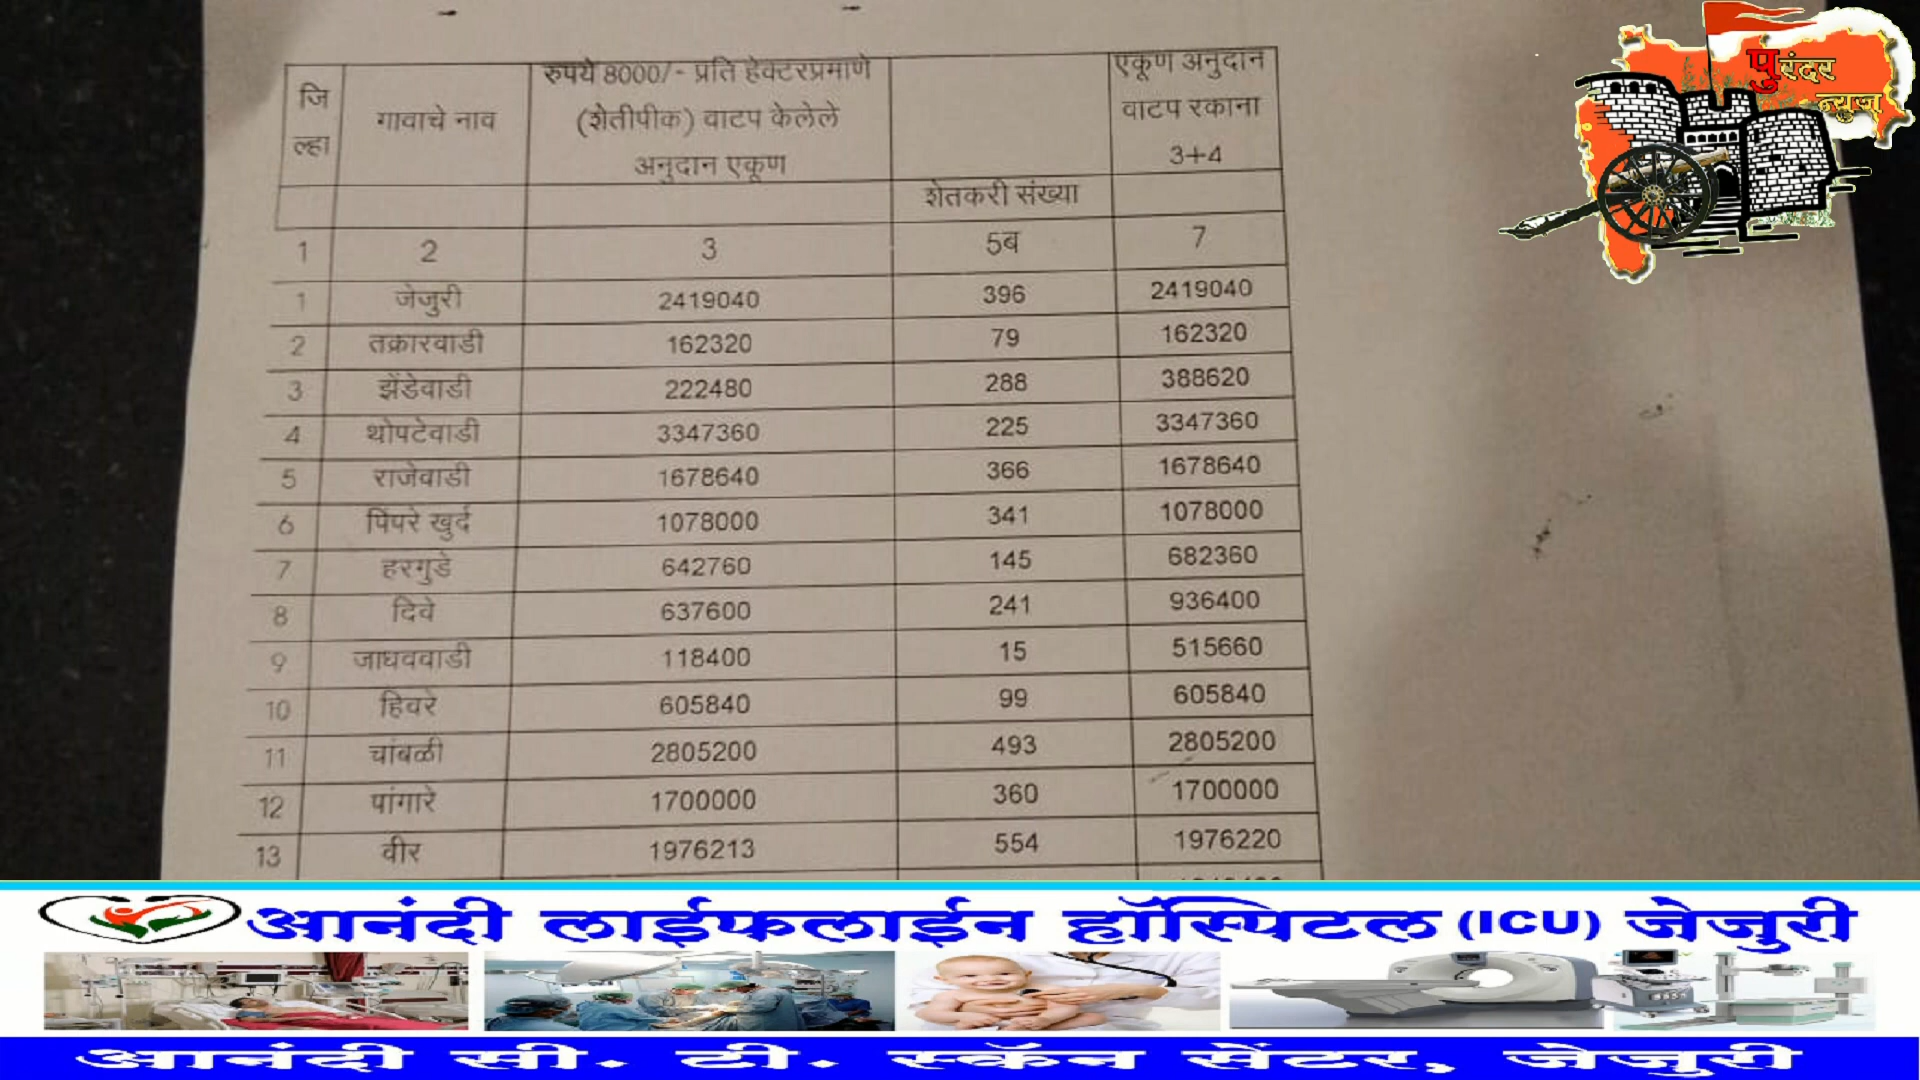 पुरंदर
न्यूज
जि
ल्हा
गावाचे नाव
रुपये 8000/- प्रति हेक्टरप्रमाणे
(शेतीपीक) वाटप केलेले
अनुदान एकूण
एकूण अनुदान
वाटप रकाना
3+4
शेतकरी संख्या
1 2 3 5ब 7
1 जेजुरी 2419040 396 2419040
2 तक्रारवाडी 162320 79 162320
3 झेंडेवाडी 222480 288 388620
4 थोपटेवाडी 3347360 225 3347360
5 राजेवाडी 1678640 366 1678640
6 पिंपरे खुर्द 1078000 341 1078000
7 हरगुडे 642760 145 682360
8 दिवे 637600 241 936400
9 जाधववाडी 118400 15 515660
10 हिवरे 605840 99 605840
11 चांबळी 2805200 493 2805200
12 पांगारे 1700000 360 1700000
13 वीर 1976213 554 1976220
आनंदी लाईफलाईन हॉस्पिटल (ICU) जेजुरी
आनंदी सी. टी. स्कॅन सेंटर, जेजुरी